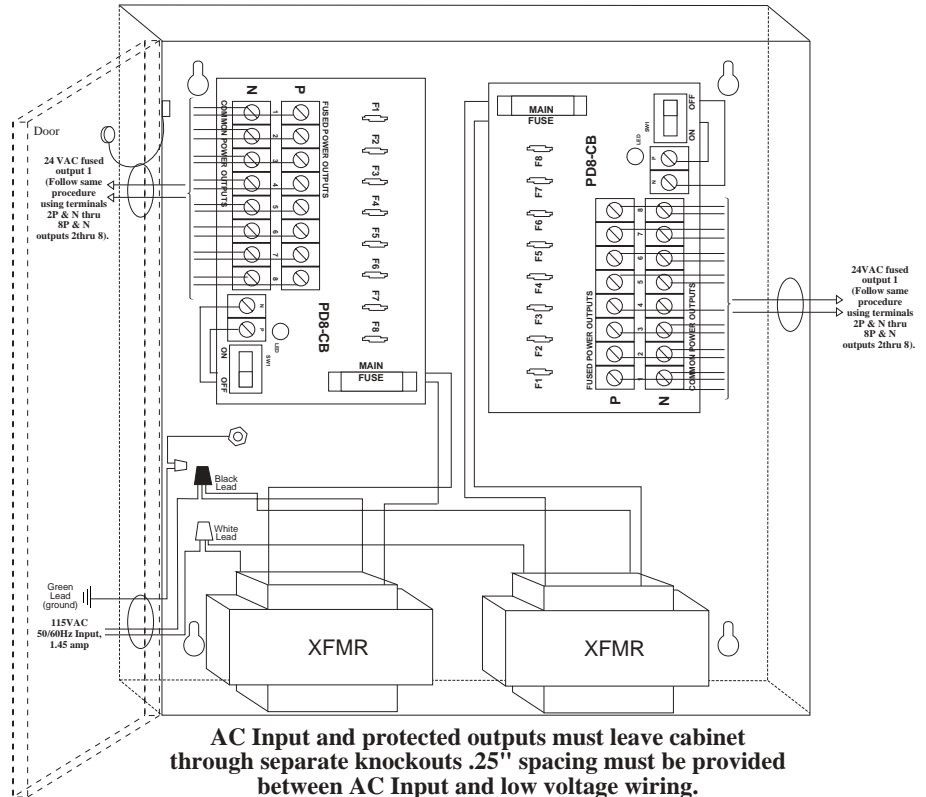 Door
24 VAC fused
output 1
(Follow same
procedure
using terminals
2P & N thru
8P & N
outputs 2thru 8).
N
P
COMMON POWER OUTPUTS
FUSED POWER OUTPUTS
1
2
3
4
5
6
7
8
F1
F2
F3
F4
F5
F6
F7
F8
N
P
LED
PD8-CB
ON
OFF
SW1
MAIN
FUSE
MAIN
FUSE
OFF
ON
SW1
LED
P
N
PD8-CB
F8
F7
F6
F5
F4
F3
F2
F1
8
7
6
5
4
3
2
1
FUSED POWER OUTPUTS
COMMON POWER OUTPUTS
P
N
24VAC fused
output 1
(Follow same
procedure
using terminals
2P & N thru
8P & N
outputs 2thru 8).
Black
Lead
White
Lead
Green
Lead
(ground)
115VAC
50/60Hz Input,
1.45 amp
XFMR
XFMR
AC Input and protected outputs must leave cabinet
through separate knockouts .25" spacing must be provided
between AC Input and low voltage wiring.